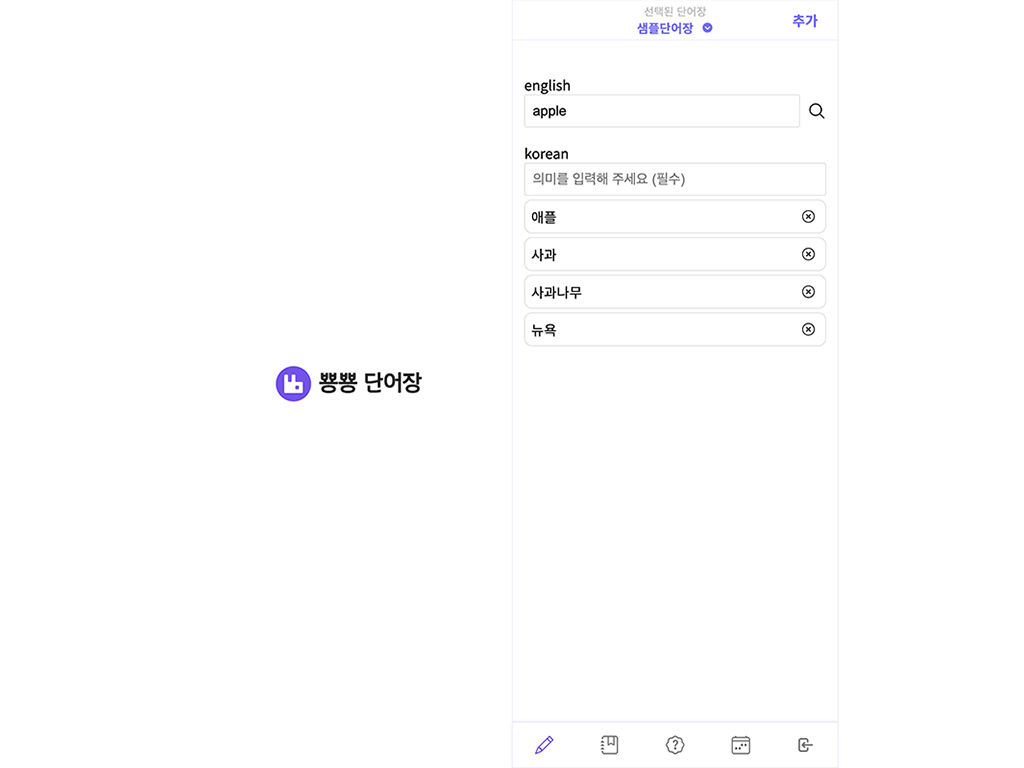 뿅뿅 단어장
선택된 단어장
샘플단어장
추가
english
apple
korean
의미를 입력해 주세요 (필수)
애플
사과
사과나무
뉴욕